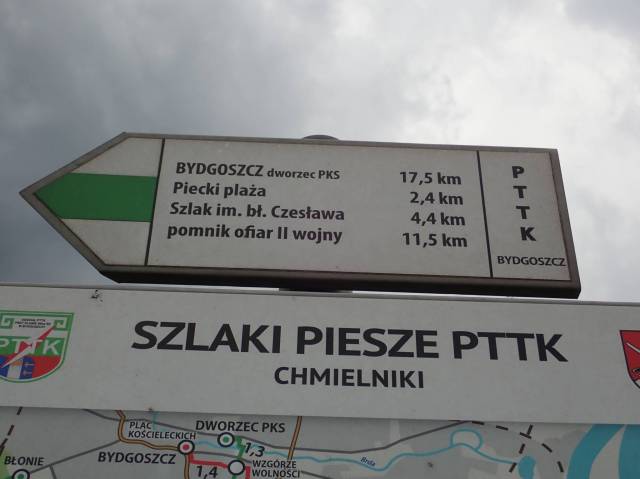 BYDGOSZCZ dworzec PKS 17,5 km
Piecki plaża 2,4 km
Szlak im. bł. Czesława 4,4 km
pomnik ofiar II wojny 11,5 km
PTTK
BYDGOSZCZ
PTTK
SZLAKI PIESZE PTTK
CHMIELNIKI
PLAC
KOŚCIELECKICH
DWORZEC PKS
BYDGOSZCZ
1,3
1,4
WZGÓRZE
WOLNOŚCI
Brda
BŁONIE